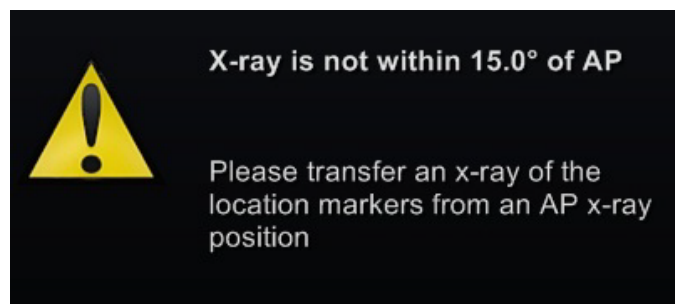 X-ray is not within 15.0° of AP
Please transfer an x-ray of the
location markers from an AP x-ray
position